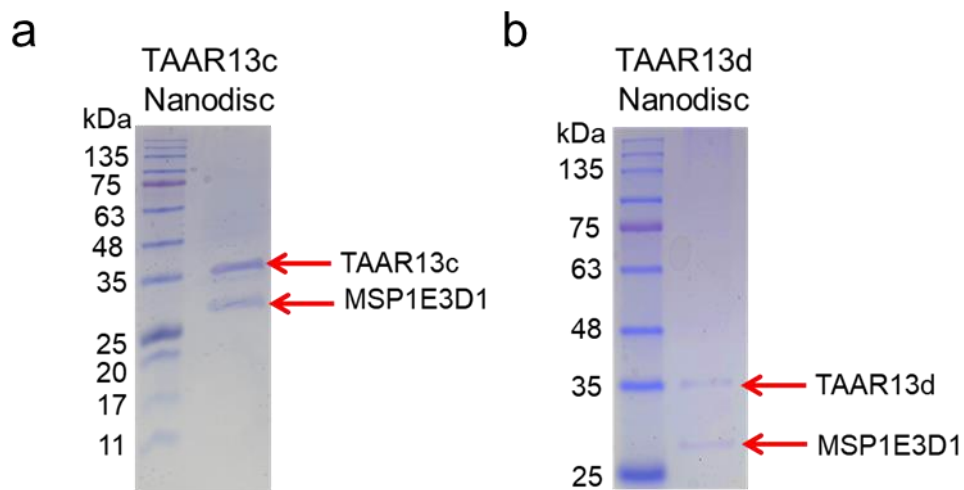 a
TAAR13c
Nanodisc
kDa
135
75
63
48
35
25
20
17
11
TAAR13c
MSP1E3D1
b
TAAR13d
Nanodisc
kDa
135
75
63
48
35
25
TAAR13d
MSP1E3D1